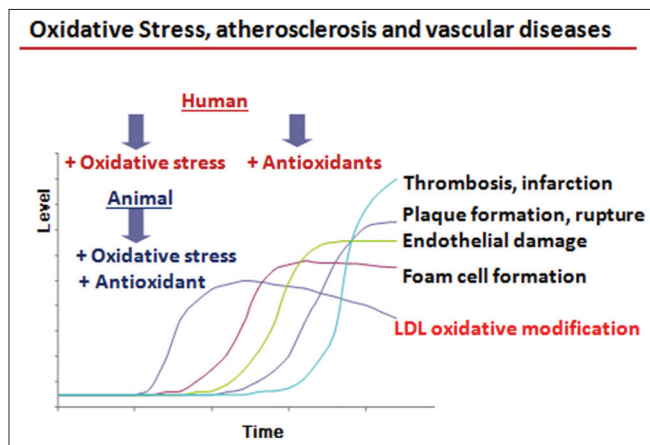 Oxidative Stress, atherosclerosis and vascular diseases
Human
+ Oxidative stress
+ Antioxidants
Animal
+ Oxidative stress
+ Antioxidant
Level
Thrombosis, infarction
Plaque formation, rupture
Endothelial damage
Foam cell formation
LDL oxidative modification
Time